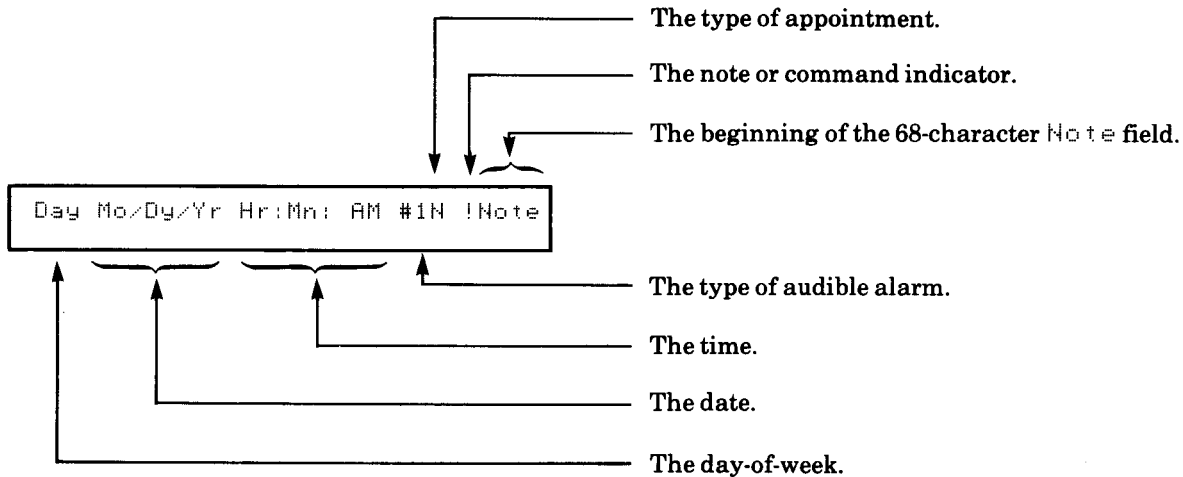 The type of appointment.
The note or command indicator.
The beginning of the 68-character Note field.
Day Mo/Dy/Yr Hr:Mn: AM #1N !Note
The type of audible alarm.
The time.
The date.
The day-of-week.